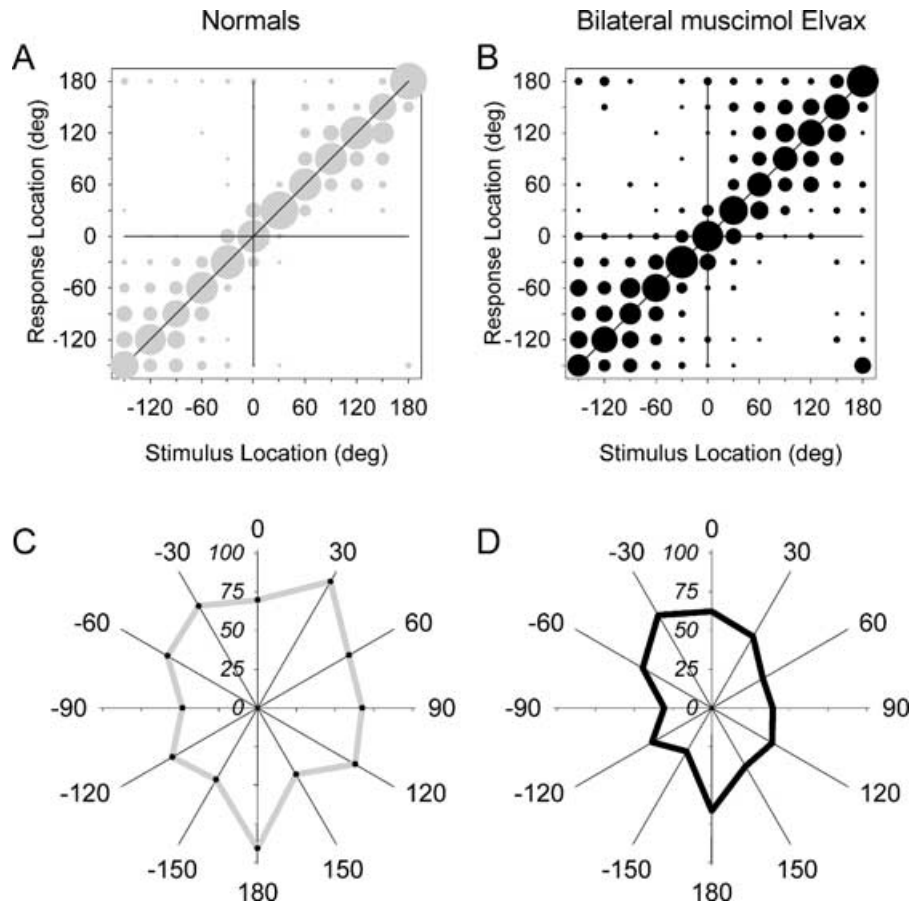 Normals
Bilateral muscimol Elvax
A
B
Response Location (deg)
180
120
60
0
-60
-120
-120 -60 0 60 120 180
Stimulus Location (deg)
Response Location (deg)
180
120
60
0
-60
-120
-120 -60 0 60 120 180
Stimulus Location (deg)
C
0
-30 100 30
75
-60 50 60
25
-90 0 90
-120 120
-150 150
180
D
0
-30 100 30
75
-60 50 60
25
-90 0 90
-120 120
-150 150
180